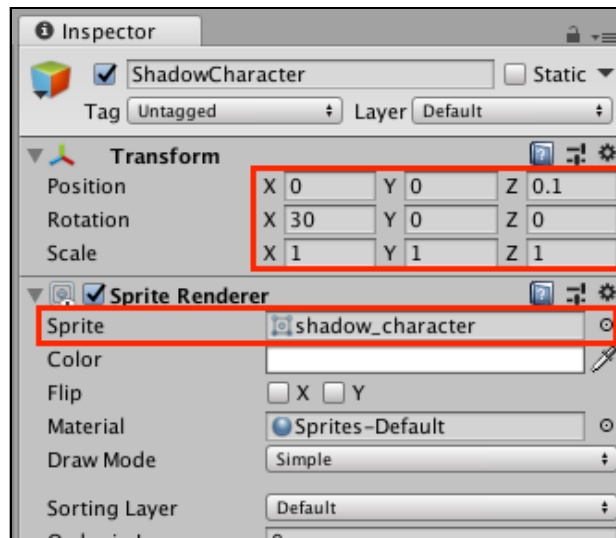 Inspector
ShadowCharacter Static
Tag Untagged Layer Default
Transform
Position X 0 Y 0 Z 0.1
Rotation X 30 Y 0 Z 0
Scale X 1 Y 1 Z 1
Sprite Renderer
Sprite shadow_character
Color
Flip X Y
Material Sprites-Default
Draw Mode Simple
Sorting Layer Default